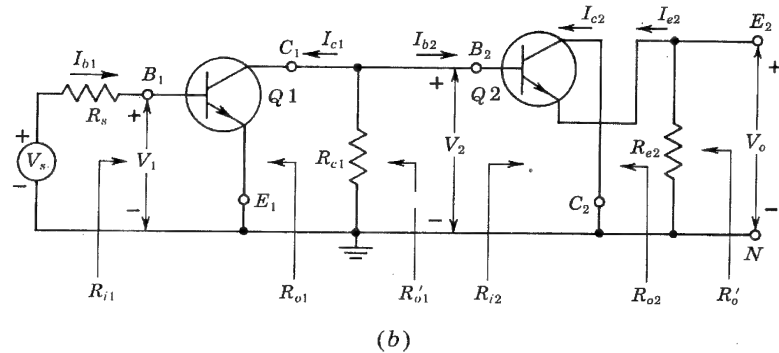 I_{b1} B_1 C_1 I_{c1} I_{b2} B_2 I_{c2} I_{e2} E_2
+ R_s + Q1 + Q2 +
V_s V_1 R_{c1} V_2 R_{e2} V_o
− − E_1 − C_2 −
N
R_{i1} R_{o1} R'_{o1} R_{i2} R_{o2} R_o'
(b)